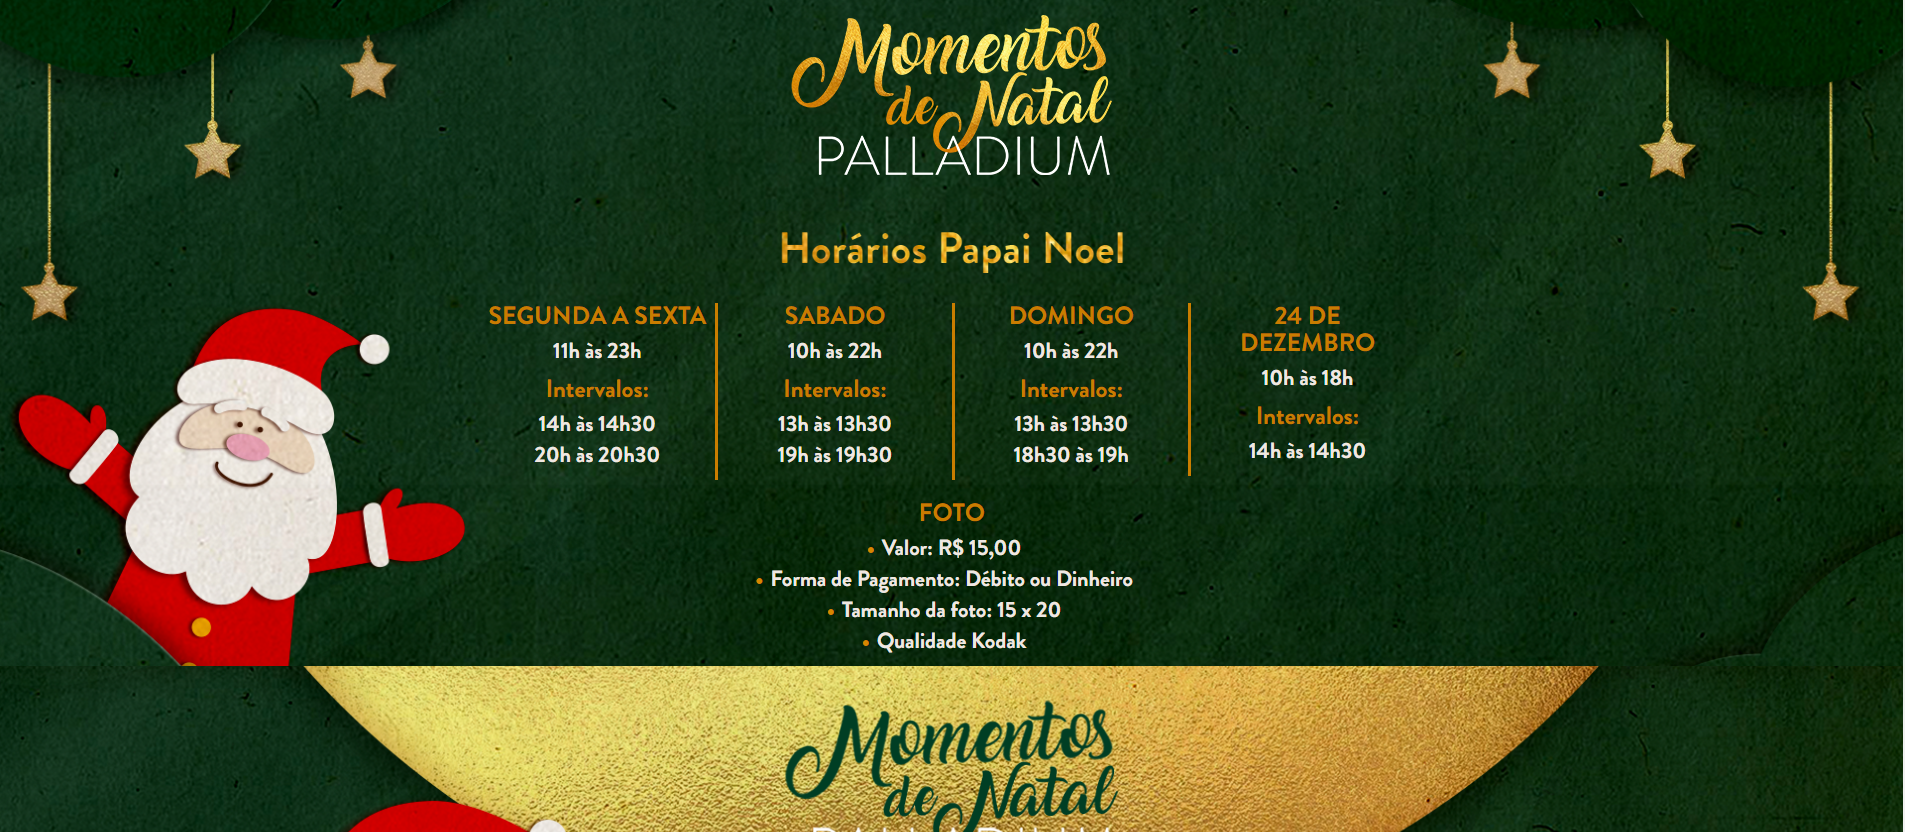 Momentos
de Natal
PALLADIUM
Horários Papai Noel
SEGUNDA A SEXTA
11h às 23h
Intervalos:
14h às 14h30
20h às 20h30
SABADO
10h às 22h
Intervalos:
13h às 13h30
19h às 19h30
DOMINGO
10h às 22h
Intervalos:
13h às 13h30
18h30 às 19h
24 DE
DEZEMBRO
10h às 18h
Intervalos:
14h às 14h30
FOTO
• Valor: R$ 15,00
• Forma de Pagamento: Débito ou Dinheiro
• Tamanho da foto: 15 x 20
• Qualidade Kodak
Momentos
de Natal